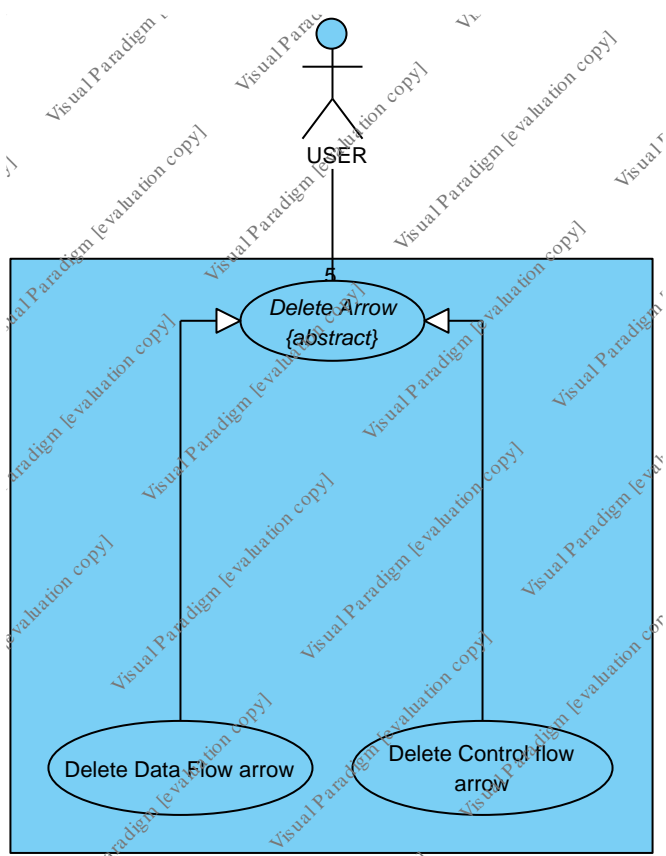 USER
5
Delete Arrow
{abstract}
Delete Data Flow arrow
Delete Control flow
arrow
Visual Paradigm [evaluation copy]